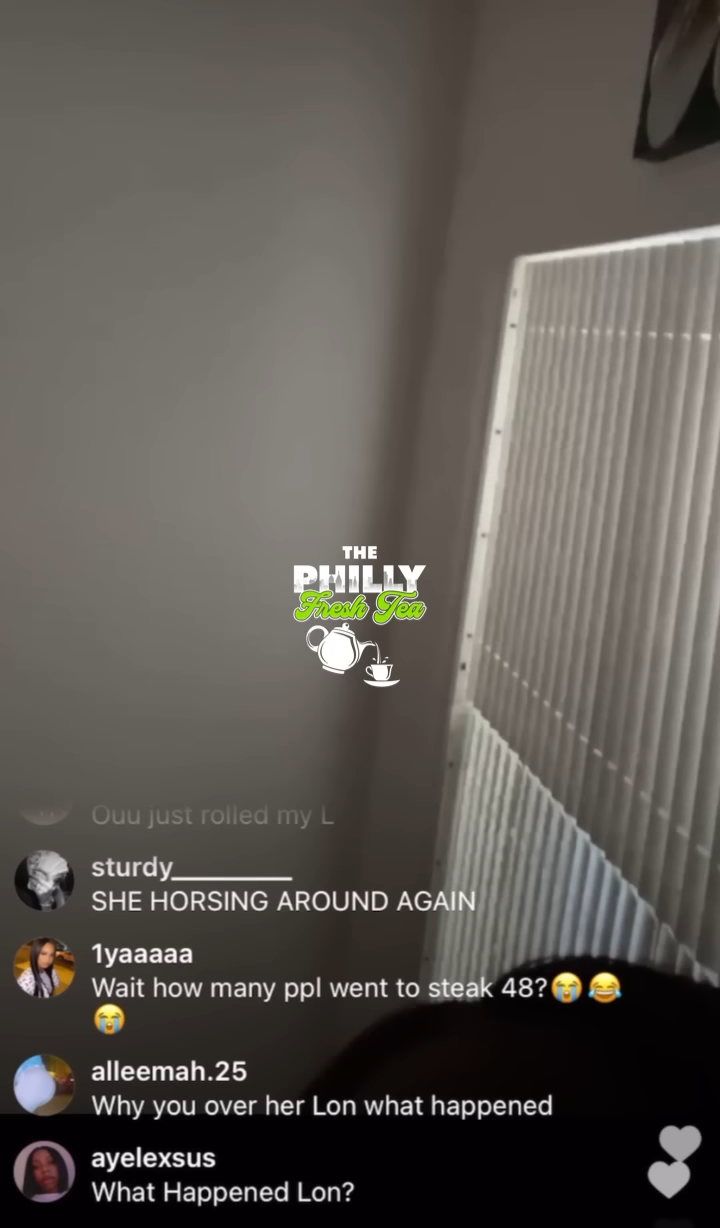 THE
PHILLY
Fresh Tea
Ouu just rolled my L
sturdy__________
SHE HORSING AROUND AGAIN
1yaaaaa
Wait how many ppl went to steak 48?😭😂
😭
alleemah.25
Why you over her Lon what happened
ayelexsus
What Happened Lon?